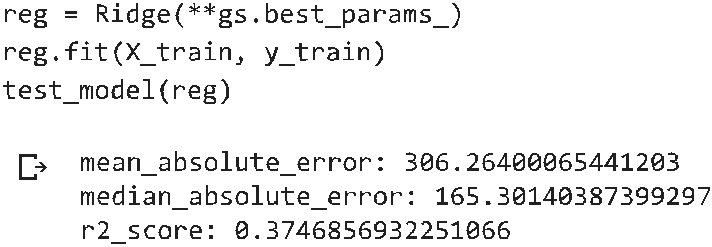 reg = Ridge(**gs.best_params_)
reg.fit(X_train, y_train)
test_model(reg)
mean_absolute_error: 306.26400065441203
median_absolute_error: 165.30140387399297
r2_score: 0.3746856932251066